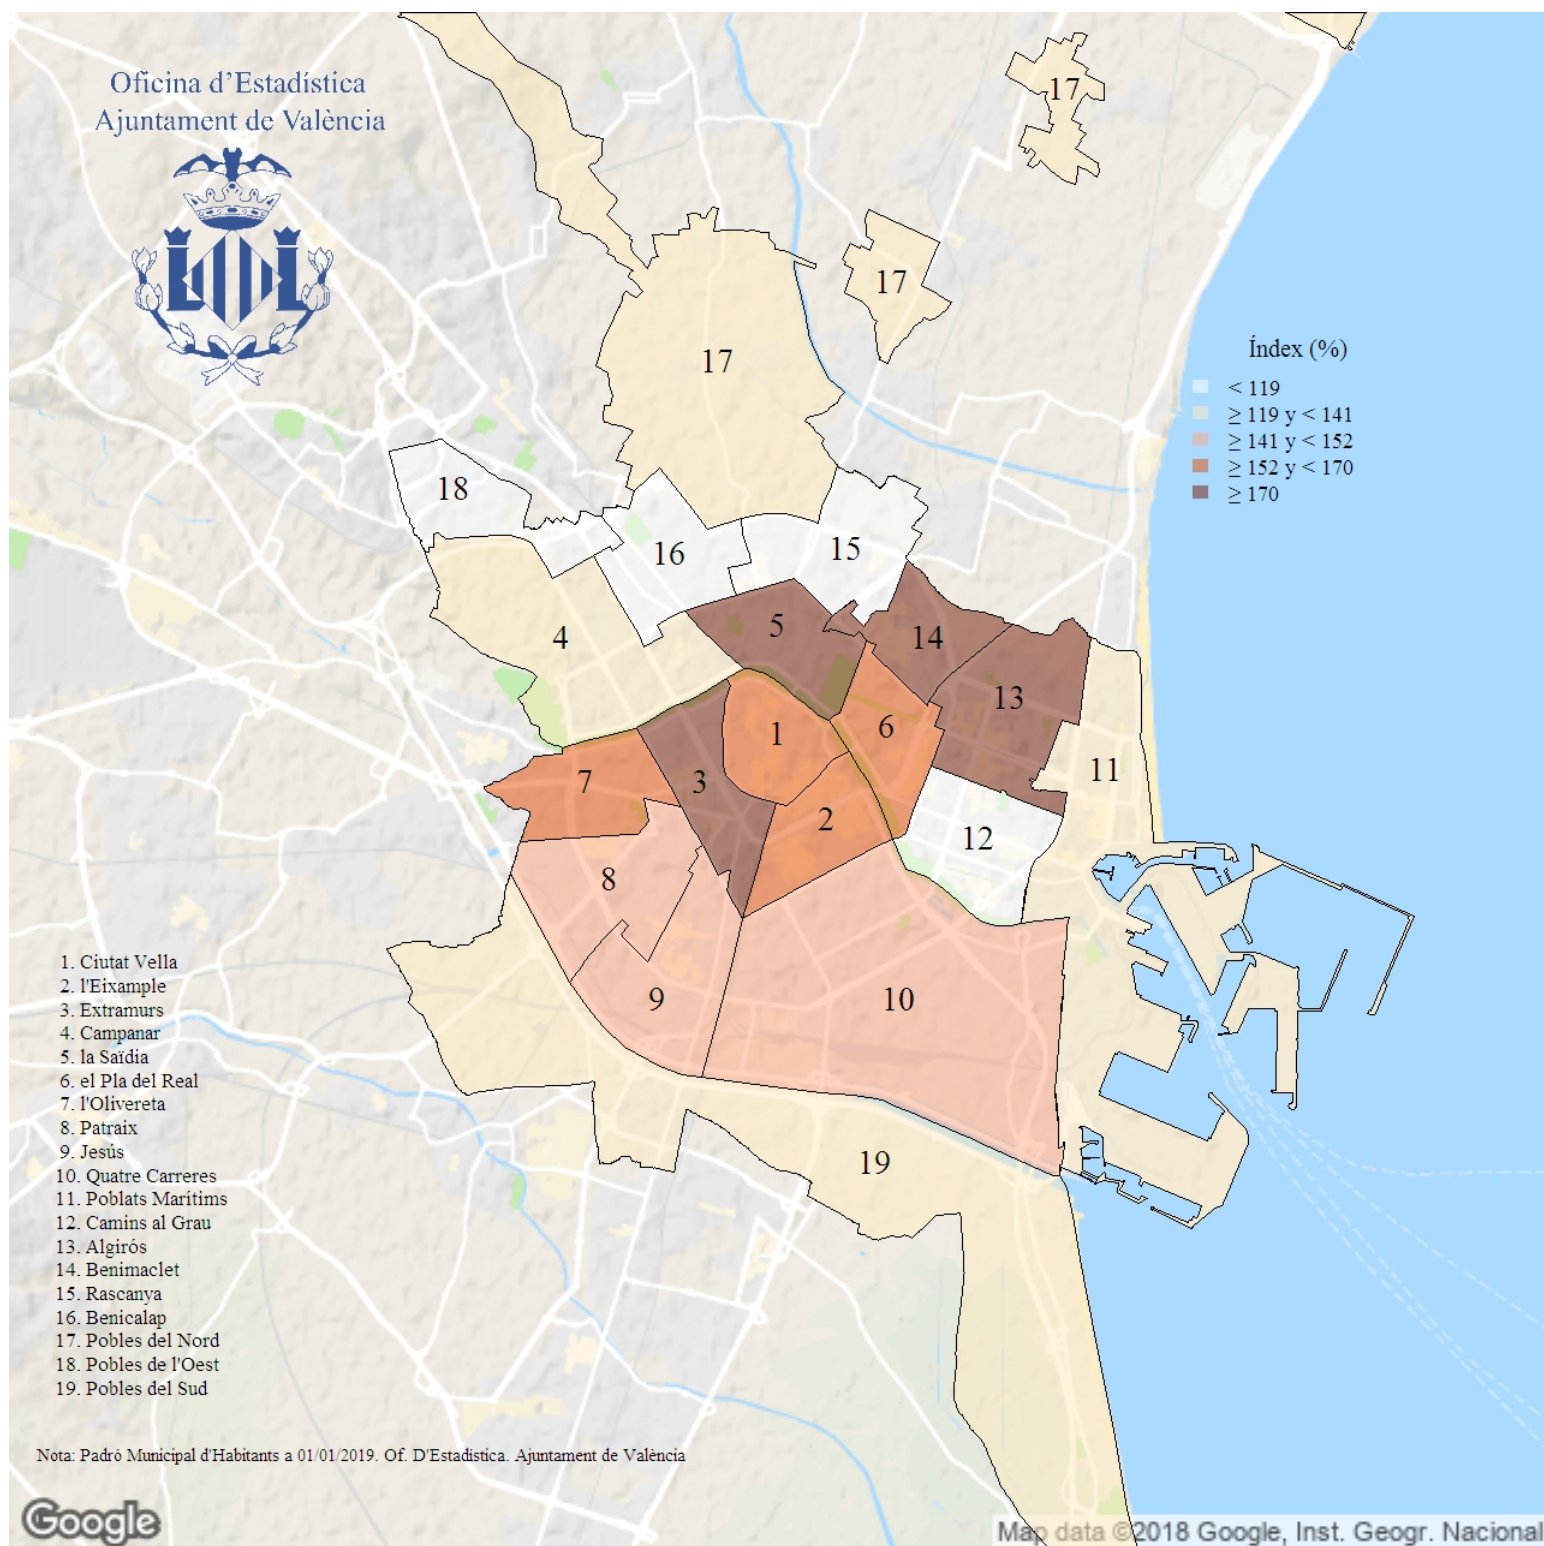 Oficina d’Estadística
Ajuntament de València
17
17
17
Índex (%)
< 119
≥ 119 y < 141
≥ 141 y < 152
≥ 152 y < 170
≥ 170
18
16
15
4
5
14
13
6
1
7
3
11
2
12
8
9
10
19
1. Ciutat Vella
2. l'Eixample
3. Extramurs
4. Campanar
5. la Saïdia
6. el Pla del Real
7. l'Olivereta
8. Patraix
9. Jesús
10. Quatre Carreres
11. Poblats Marítims
12. Camins al Grau
13. Algirós
14. Benimaclet
15. Rascanya
16. Benicalap
17. Pobles del Nord
18. Pobles de l'Oest
19. Pobles del Sud
Nota: Padró Municipal d'Habitants a 01/01/2019. Of. D'Estadística. Ajuntament de València
Google
Map data ©2018 Google, Inst. Geogr. Nacional